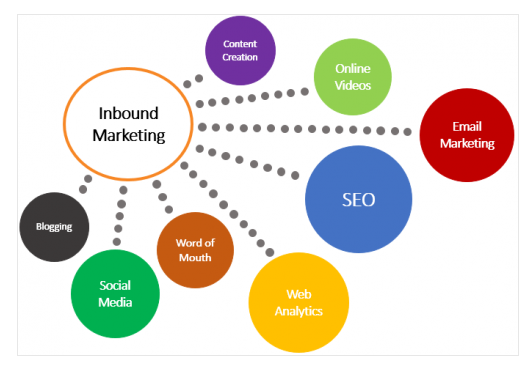 Content
Creation
Online
Videos
Inbound
Marketing
Email
Marketing
SEO
Blogging
Word of
Mouth
Social
Media
Web
Analytics